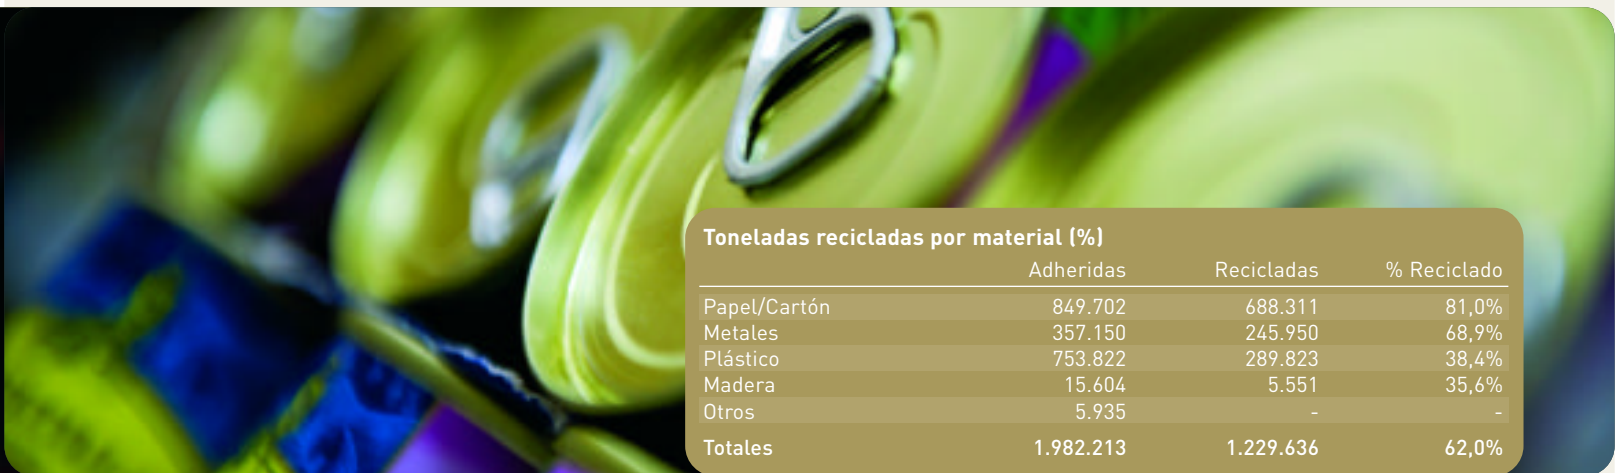 Toneladas recicladas por material (%)
Adheridas Recicladas % Reciclado
Papel/Cartón 849.702 688.311 81,0%
Metales 357.150 245.950 68,9%
Plástico 753.822 289.823 38,4%
Madera 15.604 5.551 35,6%
Otros 5.935 - -
Totales 1.982.213 1.229.636 62,0%